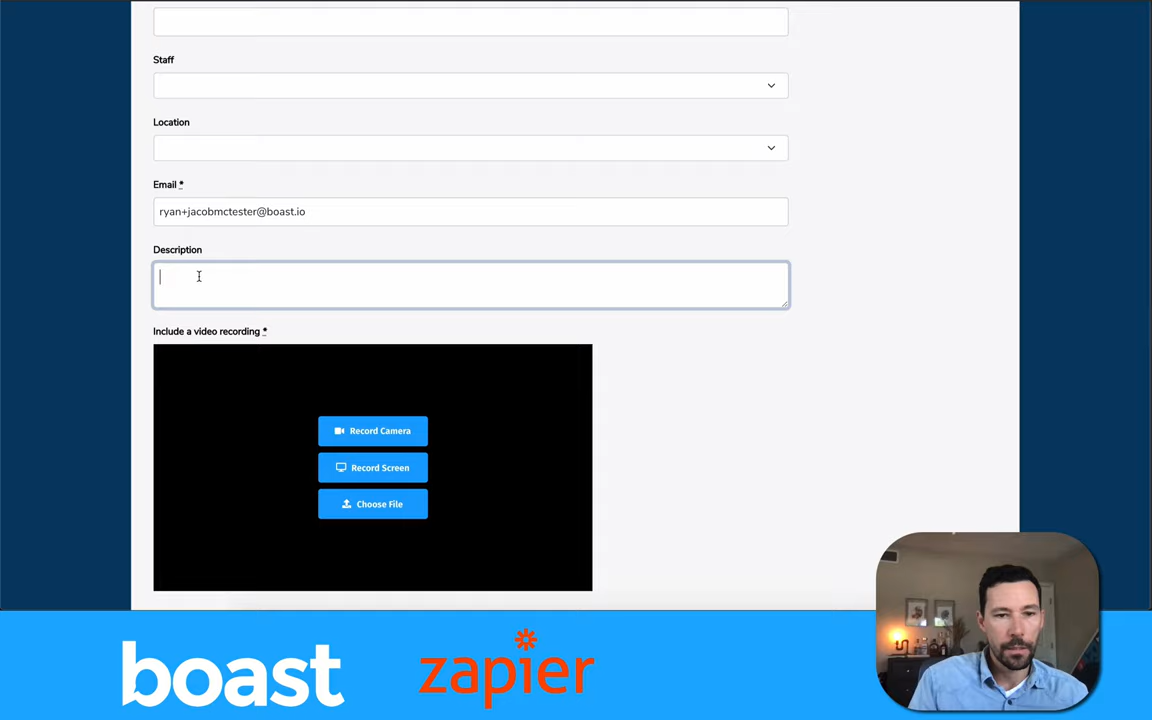 Staff
Location
Email *
ryan+jacobmctester@boast.io
Description
Include a video recording *
Record Camera
Record Screen
Choose File
boast
zapier